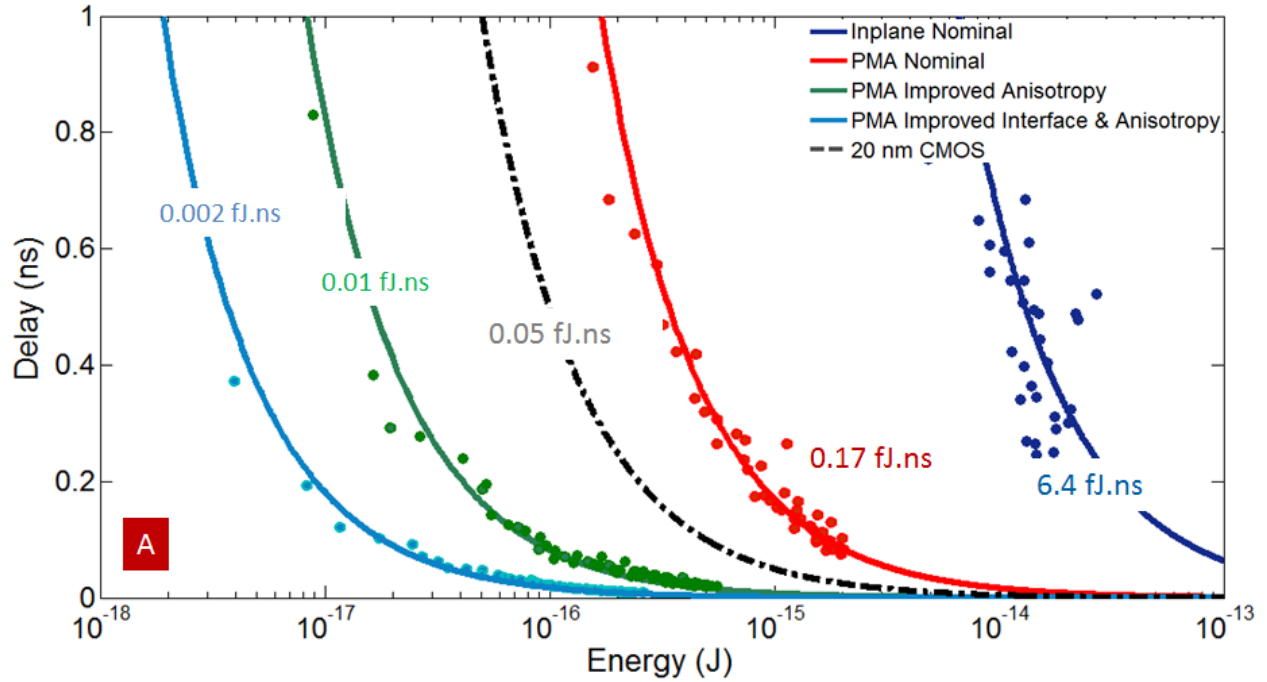 Inplane Nominal
PMA Nominal
PMA Improved Anisotropy
PMA Improved Interface & Anisotropy
20 nm CMOS
0.002 fJ.ns
0.01 fJ.ns
0.05 fJ.ns
0.17 fJ.ns
6.4 fJ.ns
A
Delay (ns)
1
0.8
0.6
0.4
0.2
0
10⁻¹⁸
10⁻¹⁷
10⁻¹⁶
10⁻¹⁵
10⁻¹⁴
10⁻¹³
Energy (J)